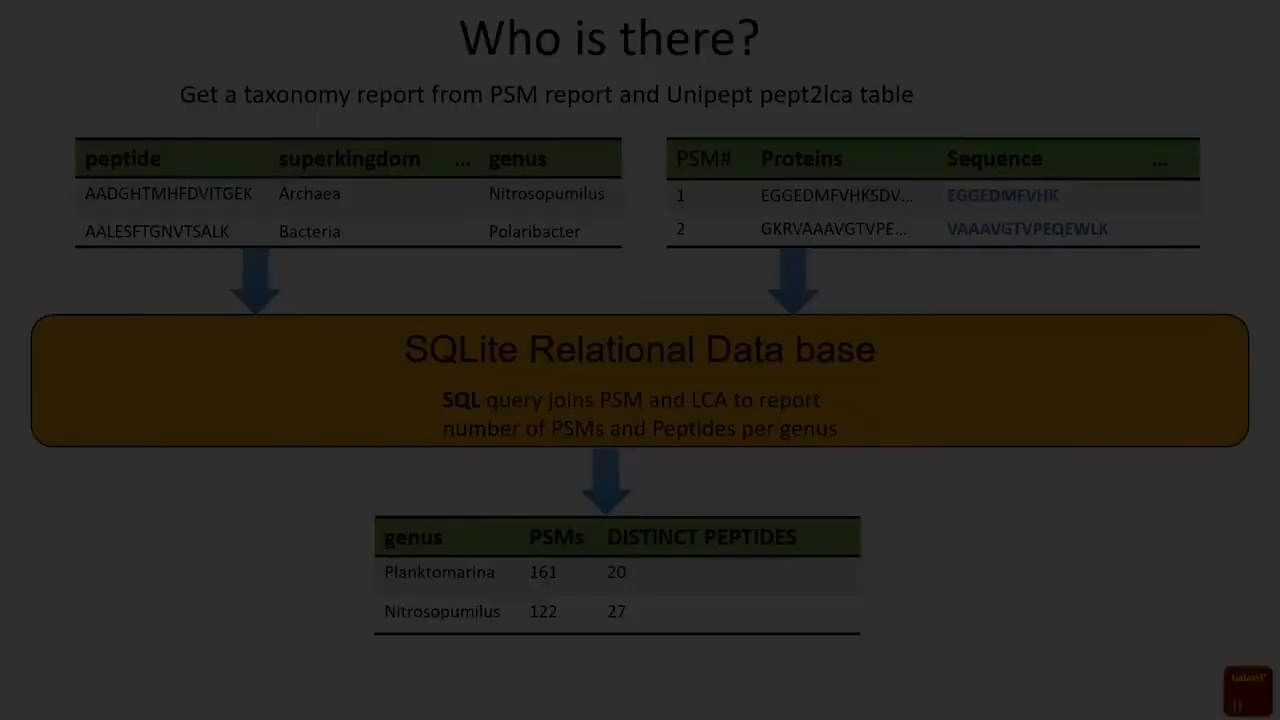 Who is there?
Get a taxonomy report from PSM report and Unipept pept2lca table
peptide superkingdom ... genus
AADGHTMHFDVITGEK Archaea Nitrosopumilus
AALESFTGNVTSALK Bacteria Polaribacter
PSM# Proteins Sequence ...
1 EGGEDMFVHKSDV... EGGEDMFVHK
2 GKRVAAAVGTVPE... VAAAVGTVPEQEWLK
SQLite Relational Data base
SQL query joins PSM and LCA to report
number of PSMs and Peptides per genus
genus PSMs DISTINCT PEPTIDES
Planktomarina 161 20
Nitrosopumilus 122 27
GalaxyP